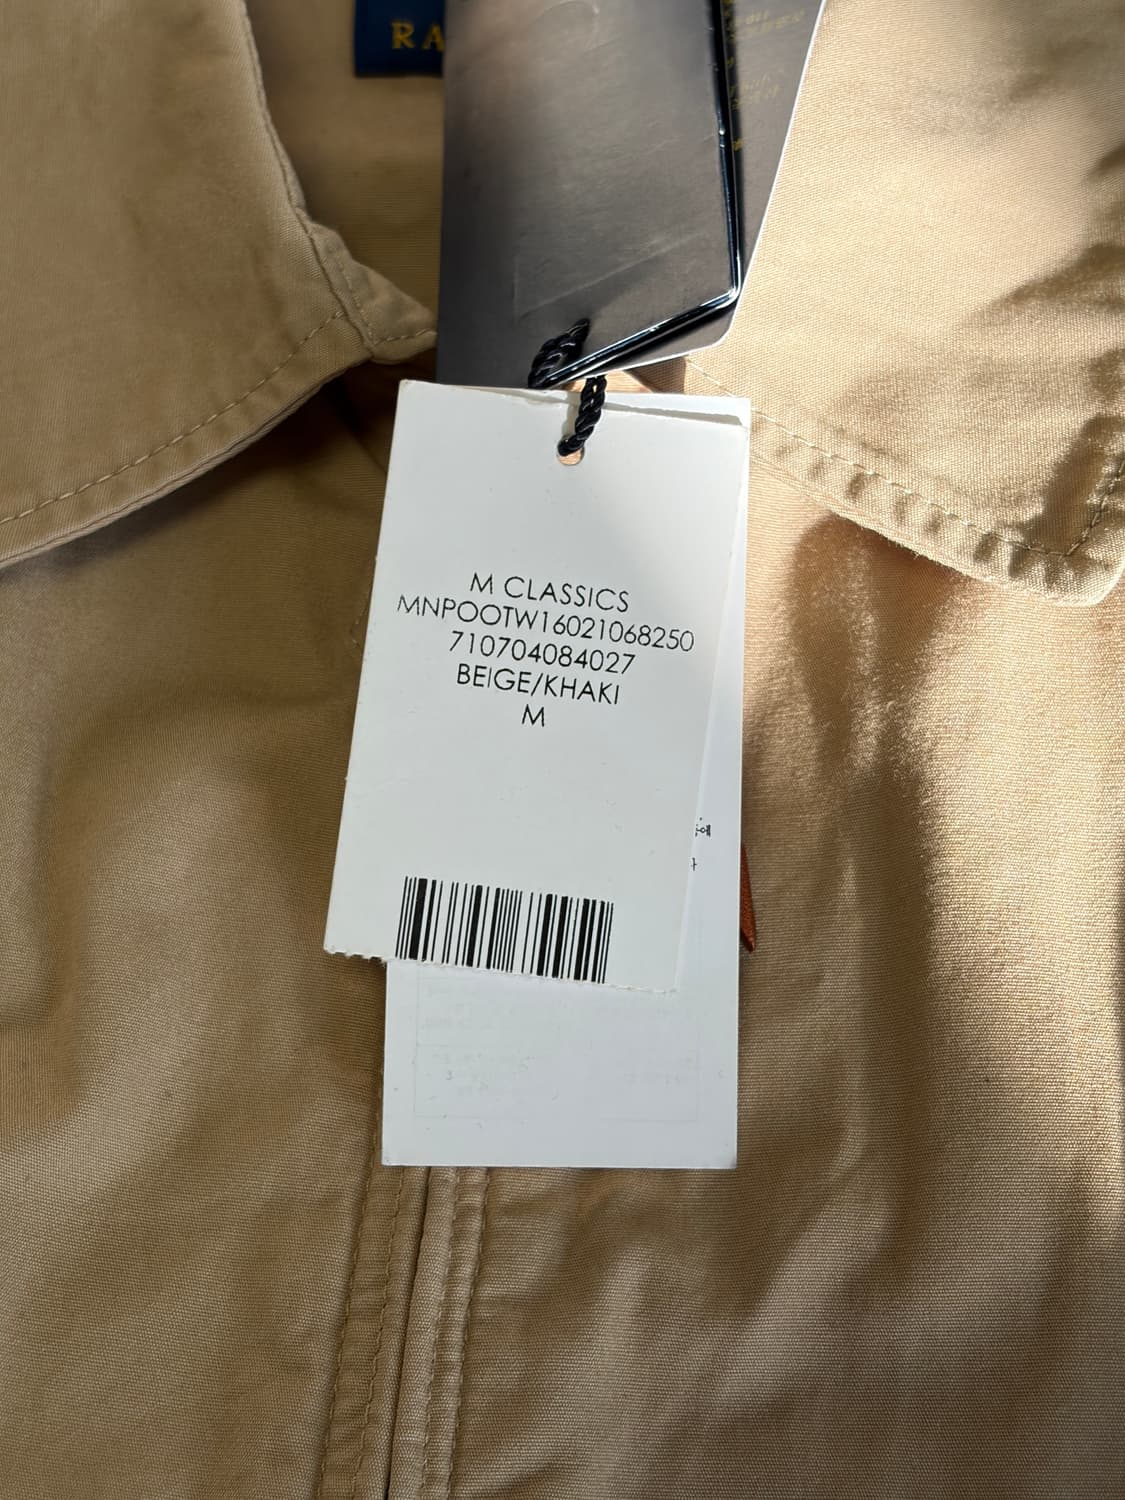 RA
M CLASSICS
MNPOOTW16021068250
710704084027
BEIGE/KHAKI
M